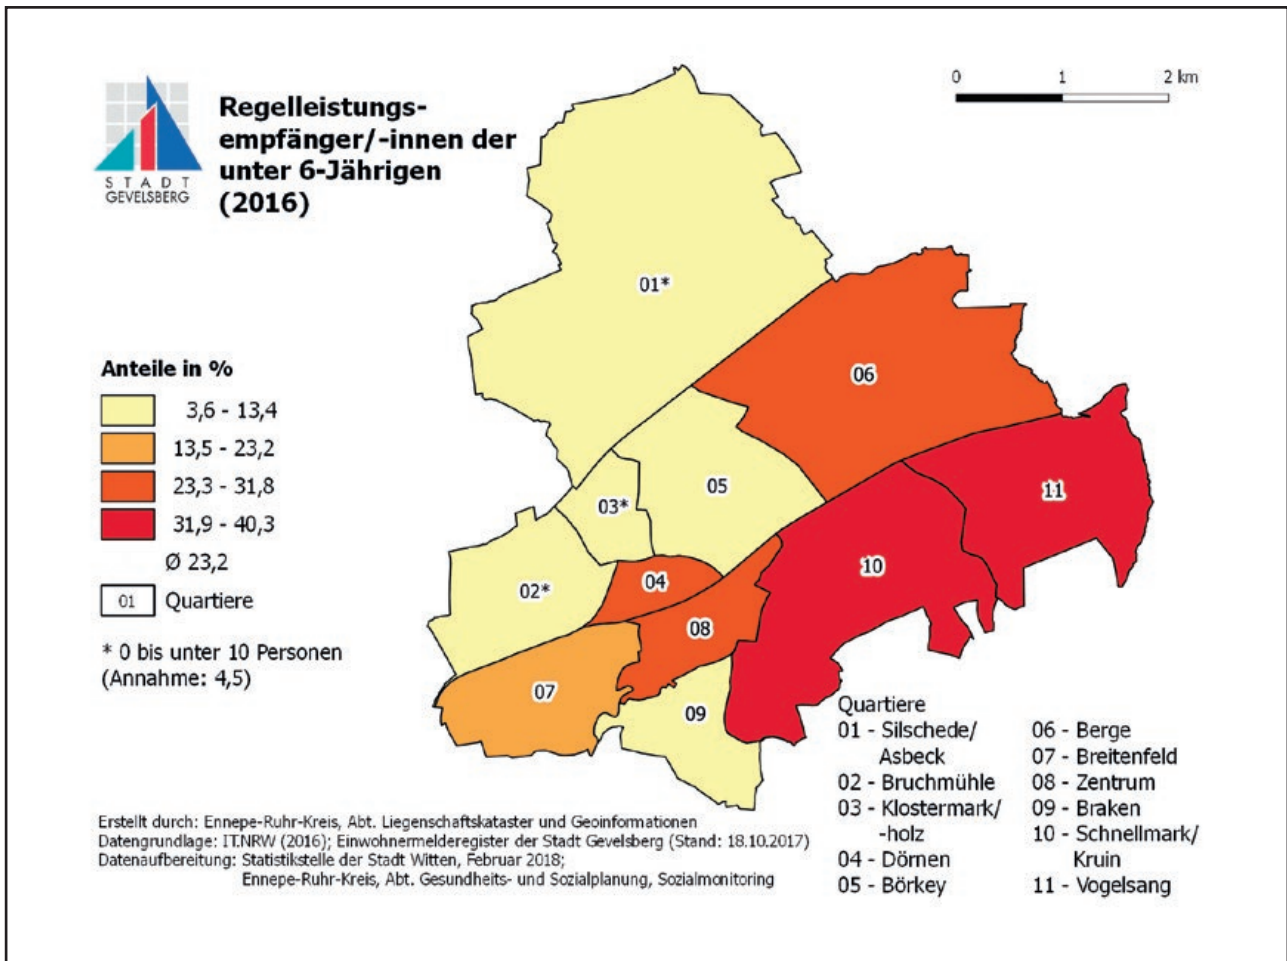 STADT
GEVELSBERG
Regelleistungs-
empfänger/-innen der
unter 6-Jährigen
(2016)
0 1 2 km
Anteile in %
3,6 - 13,4
13,5 - 23,2
23,3 - 31,8
31,9 - 40,3
Ø 23,2
01 Quartiere
* 0 bis unter 10 Personen
(Annahme: 4,5)
01*
06
05
11
03*
10
04
02*
08
07
09
Quartiere
01 - Silschede/
Asbeck
02 - Bruchmühle
03 - Klostermark/
-holz
04 - Dörnen
05 - Börkey
06 - Berge
07 - Breitenfeld
08 - Zentrum
09 - Braken
10 - Schnellmark/
Kruin
11 - Vogelsang
Erstellt durch: Ennepe-Ruhr-Kreis, Abt. Liegenschaftskataster und Geoinformationen
Datengrundlage: IT.NRW (2016); Einwohnermelderegister der Stadt Gevelsberg (Stand: 18.10.2017)
Datenaufbereitung: Statistikstelle der Stadt Witten, Februar 2018;
Ennepe-Ruhr-Kreis, Abt. Gesundheits- und Sozialplanung, Sozialmonitoring